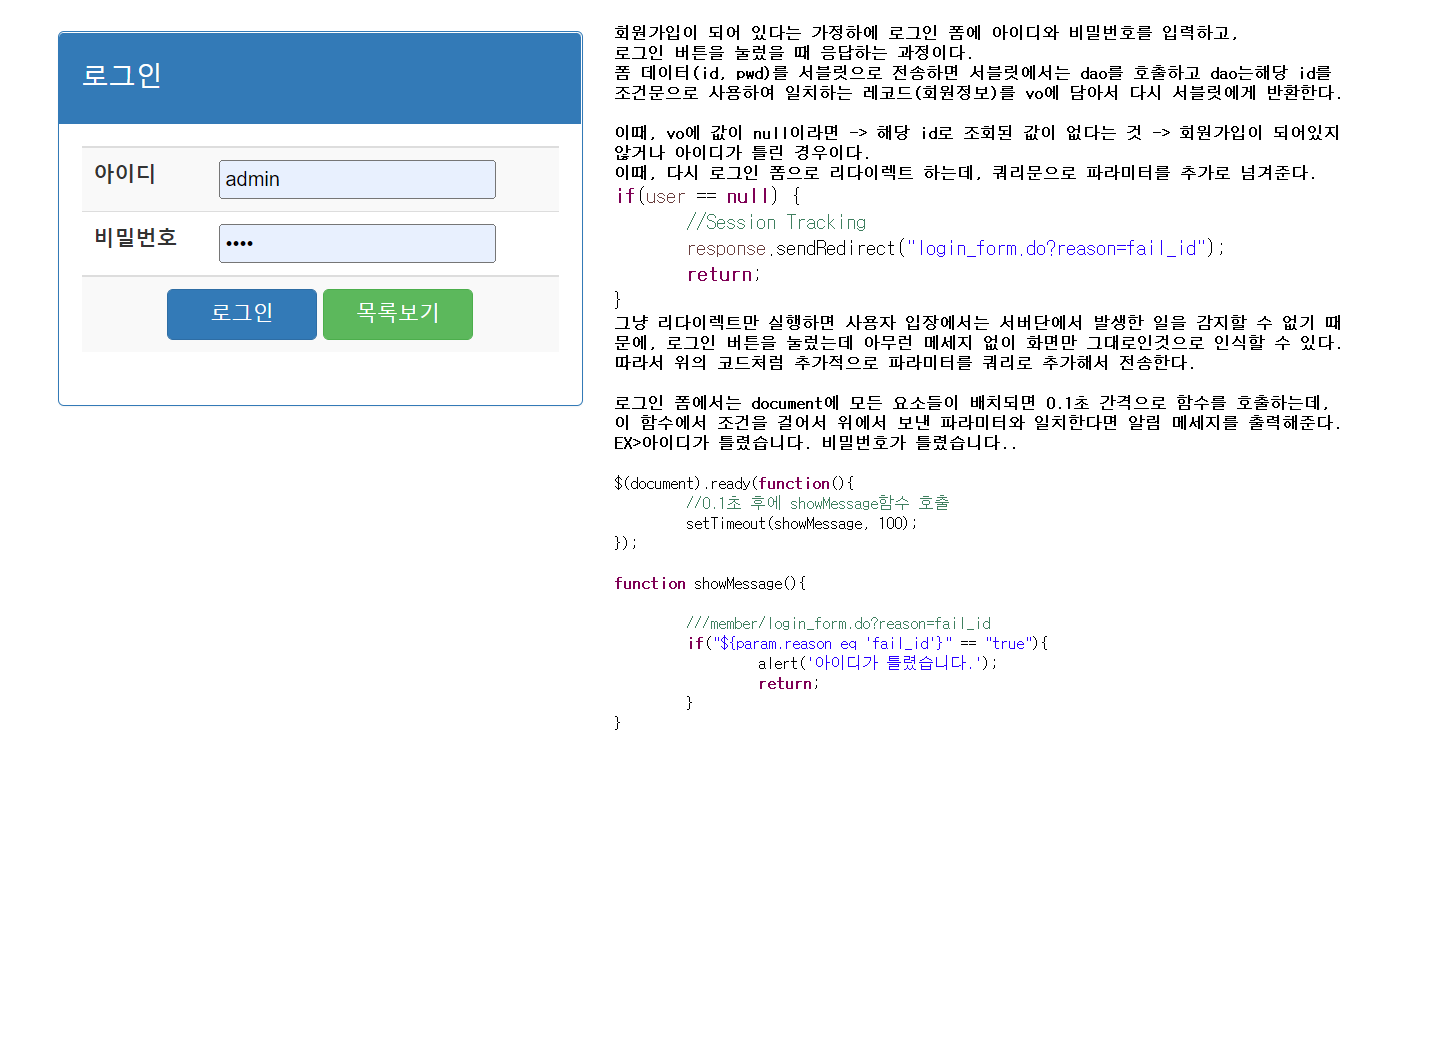 로그인
아이디
admin
비밀번호
••••
로그인 목록보기
회원가입이 되어 있다는 가정하에 로그인 폼에 아이디와 비밀번호를 입력하고,
로그인 버튼을 눌렀을 때 응답하는 과정이다.
폼 데이터(id, pwd)를 서블릿으로 전송하면 서블릿에서는 dao를 호출하고 dao는해당 id를
조건문으로 사용하여 일치하는 레코드(회원정보)를 vo에 담아서 다시 서블릿에게 반환한다.
이때, vo에 값이 null이라면 -> 해당 id로 조회된 값이 없다는 것 -> 회원가입이 되어있지
않거나 아이디가 틀린 경우이다.
이때, 다시 로그인 폼으로 리다이렉트 하는데, 쿼리문으로 파라미터를 추가로 넘겨준다.
if(user == null) {
//Session Tracking
response.sendRedirect("login_form.do?reason=fail_id");
return;
}
그냥 리다이렉트만 실행하면 사용자 입장에서는 서버단에서 발생한 일을 감지할 수 없기 때
문에, 로그인 버튼을 눌렀는데 아무런 메세지 없이 화면만 그대로인것으로 인식할 수 있다.
따라서 위의 코드처럼 추가적으로 파라미터를 쿼리로 추가해서 전송한다.
로그인 폼에서는 document에 모든 요소들이 배치되면 0.1초 간격으로 함수를 호출하는데,
이 함수에서 조건을 걸어서 위에서 보낸 파라미터와 일치한다면 알림 메세지를 출력해준다.
EX>아이디가 틀렸습니다. 비밀번호가 틀렸습니다..
$(document).ready(function(){
//0.1초 후에 showMessage함수 호출
setTimeout(showMessage, 100);
});
function showMessage(){
///member/login_form.do?reason=fail_id
if("${param.reason eq 'fail_id'}" == "true"){
alert('아이디가 틀렸습니다.');
return;
}
}